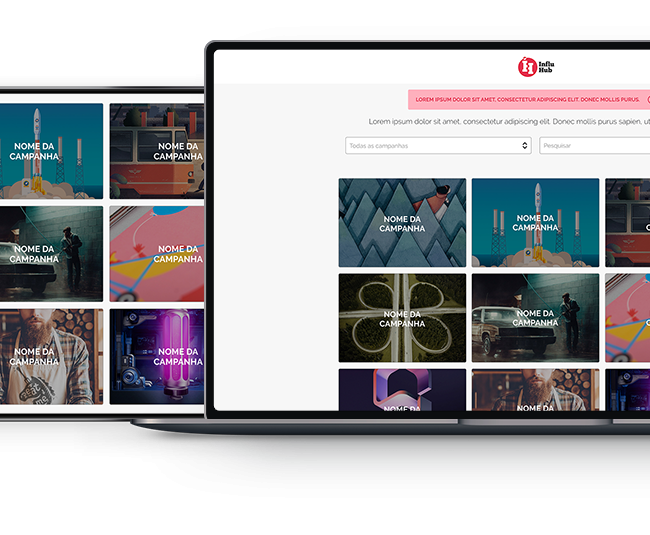 Influ
Hub
LOREM IPSUM DOLOR SIT AMET, CONSECTETUR ADIPISCING ELIT. DONEC MOLLIS PURUS.
Lorem ipsum dolor sit amet, consectetur adipiscing elit. Donec mollis purus sapien, ut
Todas as campanhas
Pesquisar
NOME DA
CAMPANHA
NOME DA
CAMPANHA
NOME DA
CAMPANHA
NOME DA
CAMPANHA
NOME DA
NOME DA
NOME DA
CAMPANHA
NOME DA
CAMPANHA
NOME DA
CAMPANHA
NOME DA
CAMPANHA
NOME DA
CAMPANHA
NOME DA
CAMPANHA
eat
me